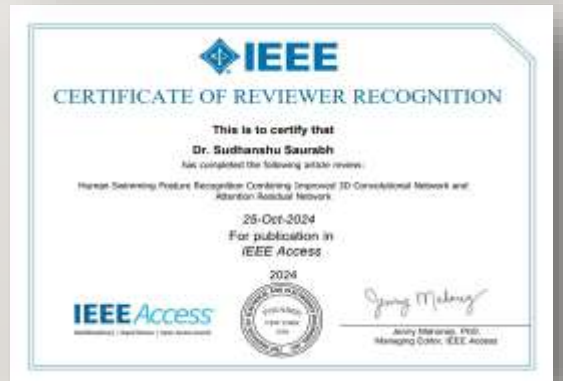 IEEE
CERTIFICATE OF REVIEWER RECOGNITION
This is to certify that
Dr. Sudhanshu Saurabh
has completed the following article review:
Human Swimming Posture Recognition Combining Improved 3D Convolutional Network and
Attention Residual Network
25-Oct-2024
For publication in
IEEE Access
2024
IEEE Access
Jenny Mahoney, PhD.
Managing Editor, IEEE Access